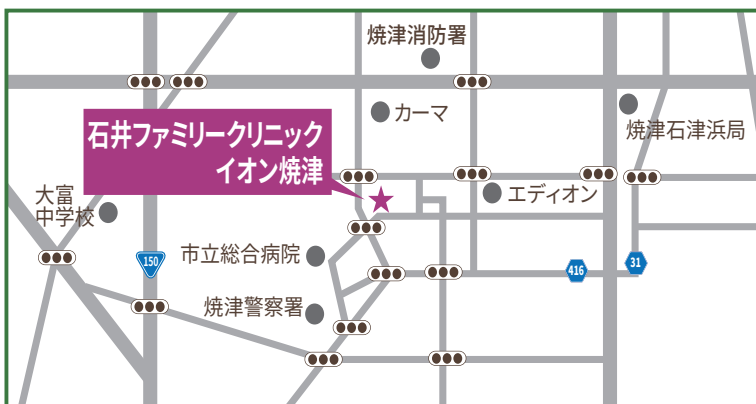 焼津消防署
カーマ
焼津石津浜局
石井ファミリークリニック
イオン焼津
エディオン
大富
中学校
市立総合病院
150
416
31
焼津警察署